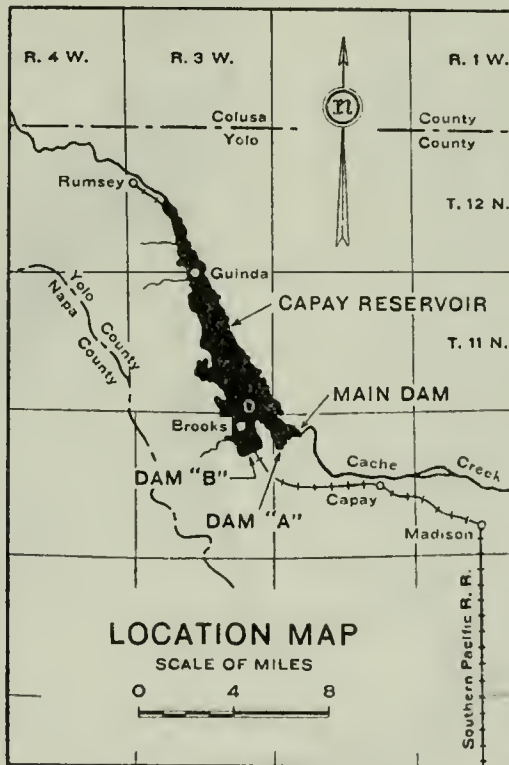 R. 4 W. R. 3 W. R. 1 W.
n
Colusa County
Yolo County
Rumsey
T. 12 N.
Guinda
Yolo County
Napa County
CAPAY RESERVOIR
T. 11 N.
MAIN DAM
Brooks
DAM "B"
Cache Creek
Capay
DAM "A"
Madison
LOCATION MAP
SCALE OF MILES
0 4 8
Southern Pacific R. R.